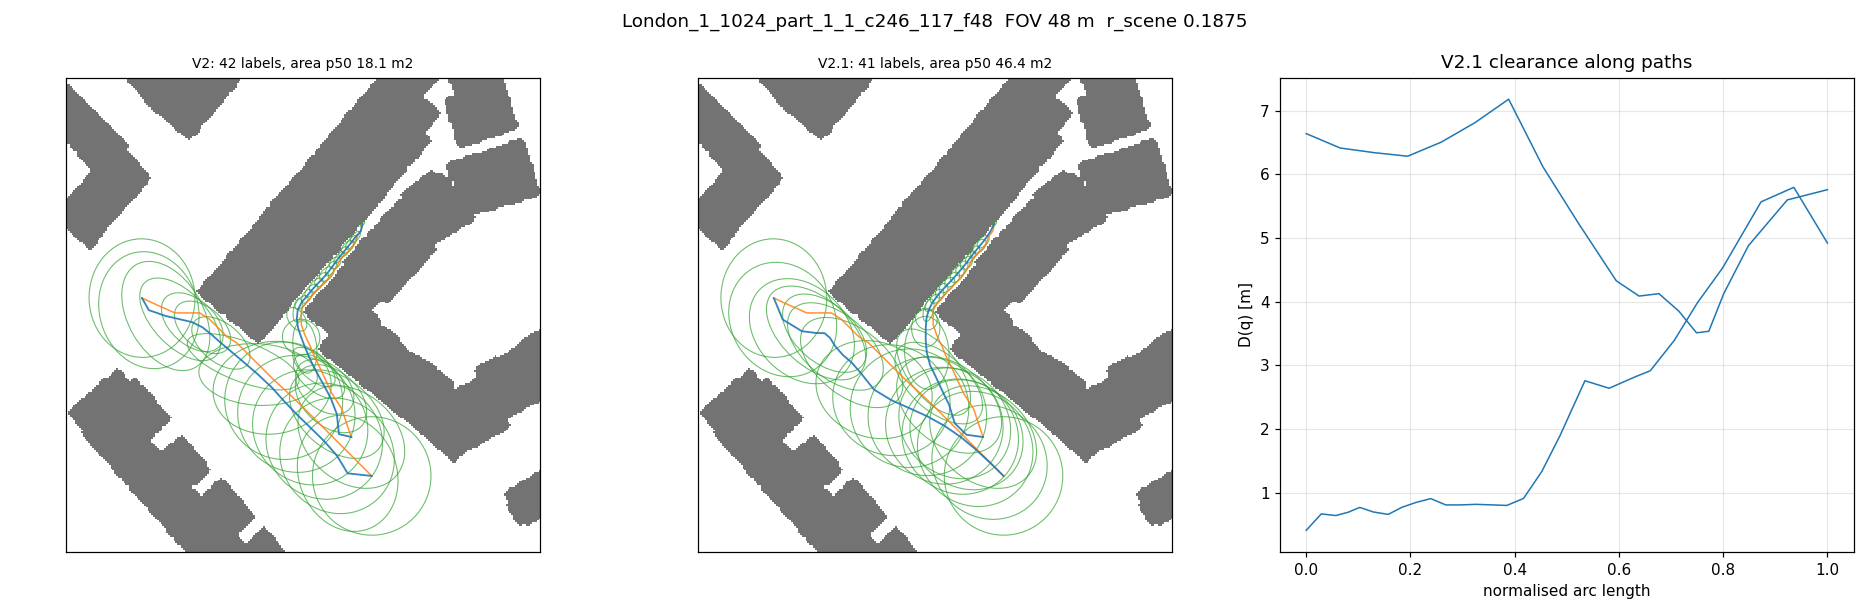 London_1_1024_part_1_1_c246_117_f48  FOV 48 m  r_scene 0.1875
V2: 42 labels, area p50 18.1 m2
V2.1: 41 labels, area p50 46.4 m2
V2.1 clearance along paths
7
6
5
4
3
2
1
D(q) [m]
0.0 0.2 0.4 0.6 0.8 1.0
normalised arc length